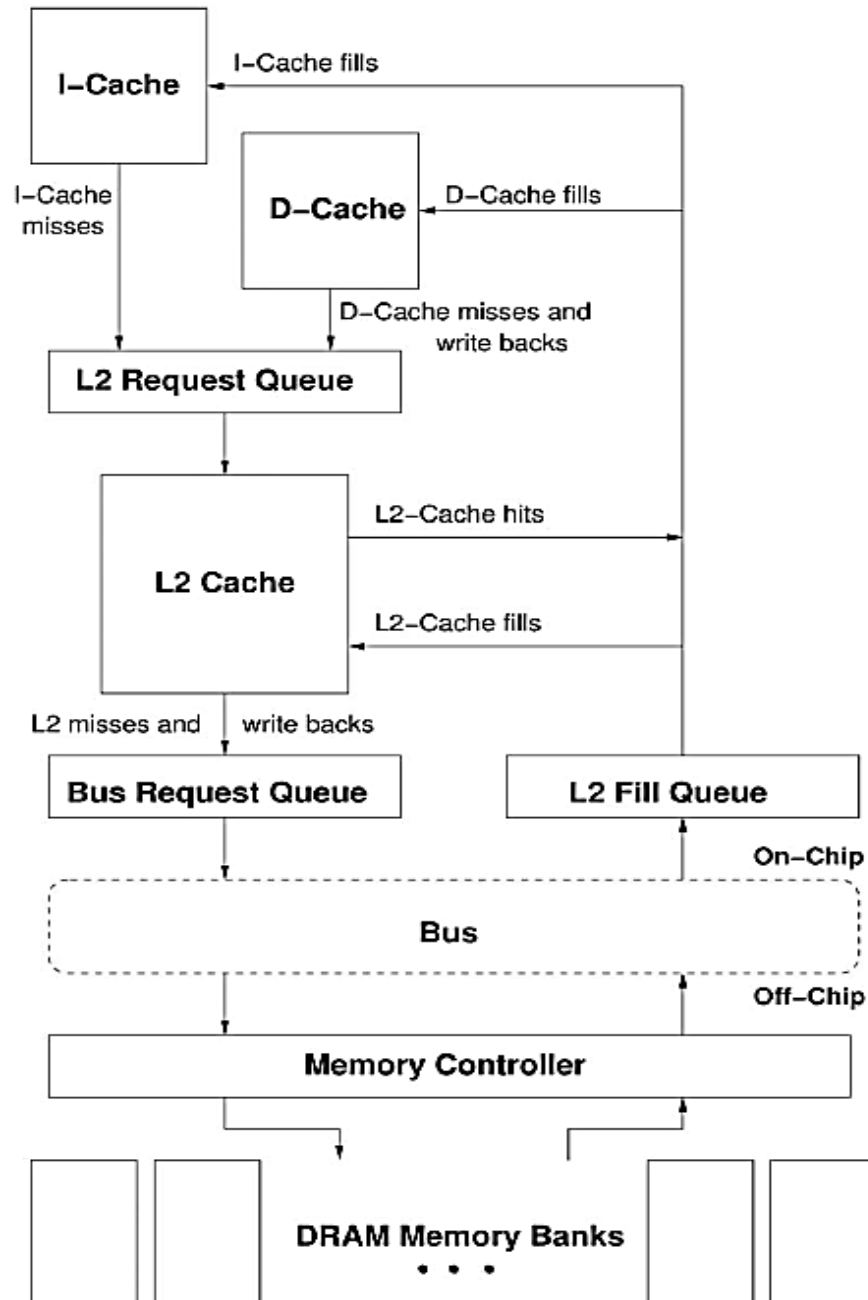 I-Cache
I-Cache fills
D-Cache
D-Cache fills
I-Cache
misses
D-Cache misses and
write backs
L2 Request Queue
L2 Cache
L2-Cache hits
L2-Cache fills
L2 misses and write backs
Bus Request Queue
L2 Fill Queue
On-Chip
Bus
Off-Chip
Memory Controller
DRAM Memory Banks
• • •